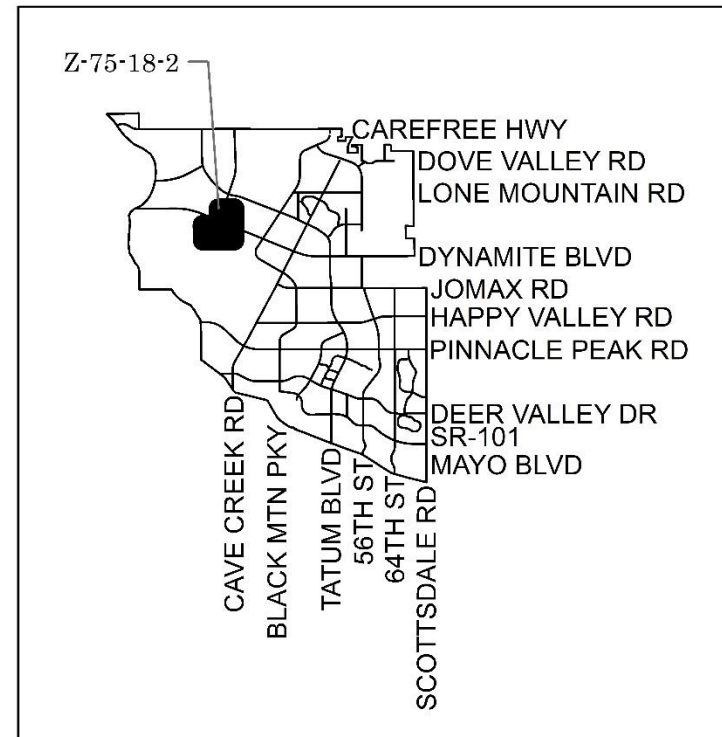 Z-75-18-2
CAREFREE HWY
DOVE VALLEY RD
LONE MOUNTAIN RD
DYNAMITE BLVD
JOMAX RD
HAPPY VALLEY RD
PINNACLE PEAK RD
DEER VALLEY DR
SR-101
MAYO BLVD
CAVE CREEK RD
BLACK MTN PKY
TATUM BLVD
56TH ST
64TH ST
SCOTTSDALE RD